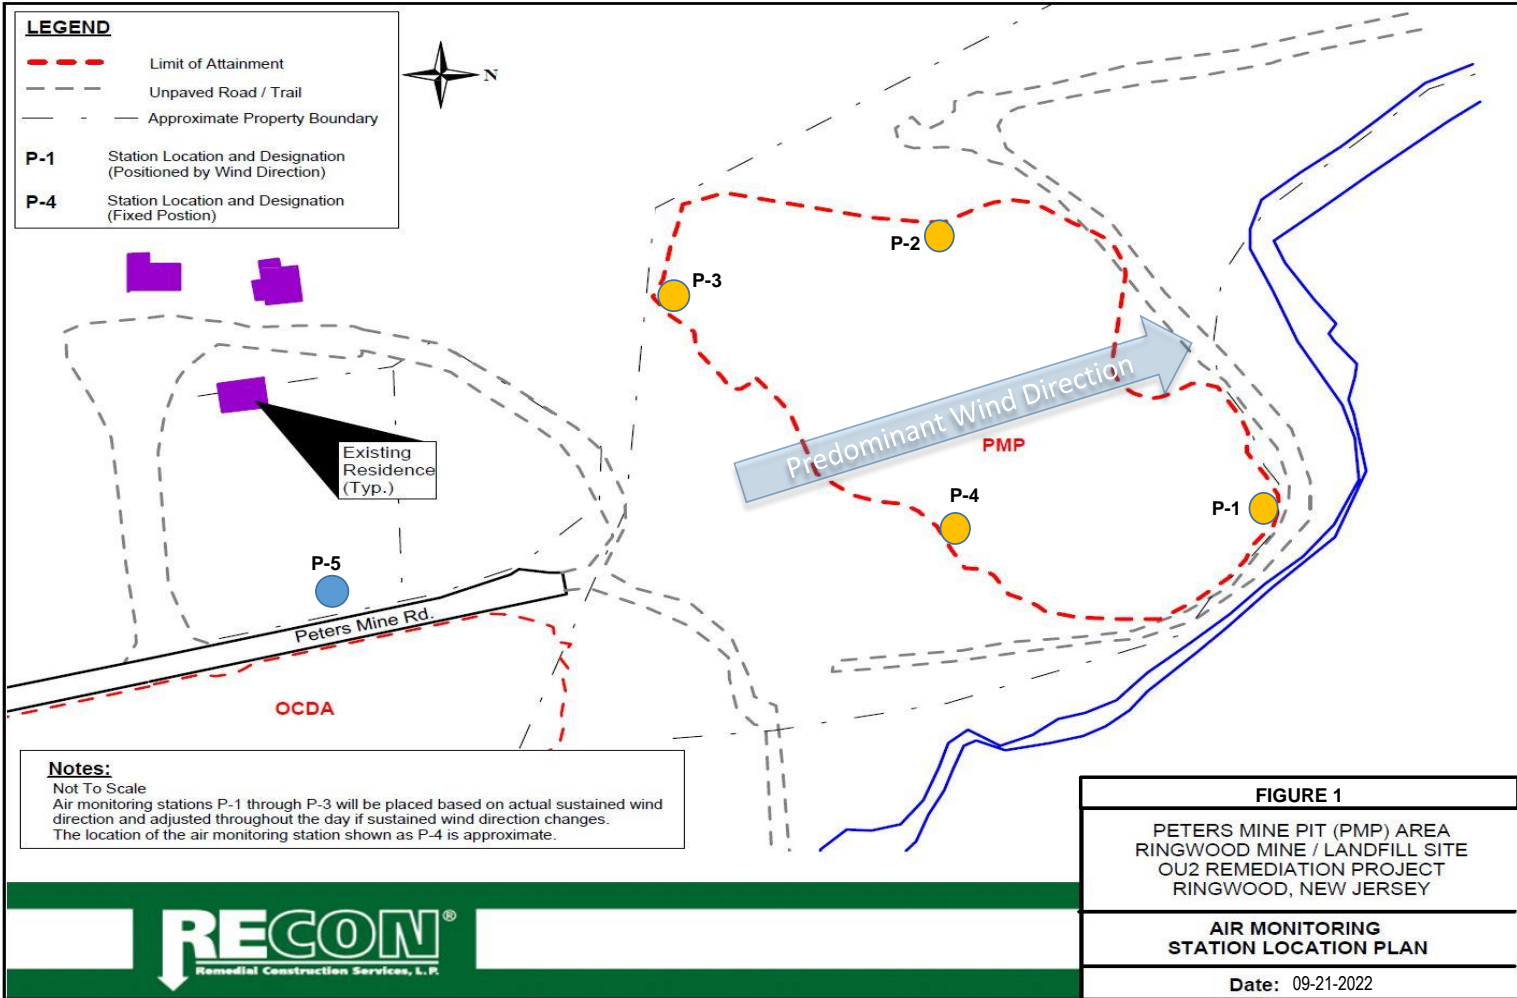 LEGEND
Limit of Attainment
Unpaved Road / Trail
Approximate Property Boundary
P-1 Station Location and Designation
(Positioned by Wind Direction)
P-4 Station Location and Designation
(Fixed Postion)
N
P-2
P-3
Predominant Wind Direction
PMP
P-4
P-1
Existing
Residence
(Typ.)
P-5
Peters Mine Rd.
OCDA
Notes:
Not To Scale
Air monitoring stations P-1 through P-3 will be placed based on actual sustained wind
direction and adjusted throughout the day if sustained wind direction changes.
The location of the air monitoring station shown as P-4 is approximate.
FIGURE 1
PETERS MINE PIT (PMP) AREA
RINGWOOD MINE / LANDFILL SITE
OU2 REMEDIATION PROJECT
RINGWOOD, NEW JERSEY
AIR MONITORING
STATION LOCATION PLAN
Date: 09-21-2022
RECON®
Remedial Construction Services, L.P.